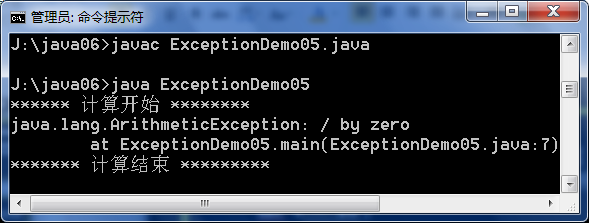 管理员: 命令提示符
J:\java06>javac ExceptionDemo05.java
J:\java06>java ExceptionDemo05
****** 计算开始 ********
java.lang.ArithmeticException: / by zero
at ExceptionDemo05.main(ExceptionDemo05.java:7)
******* 计算结束 *********